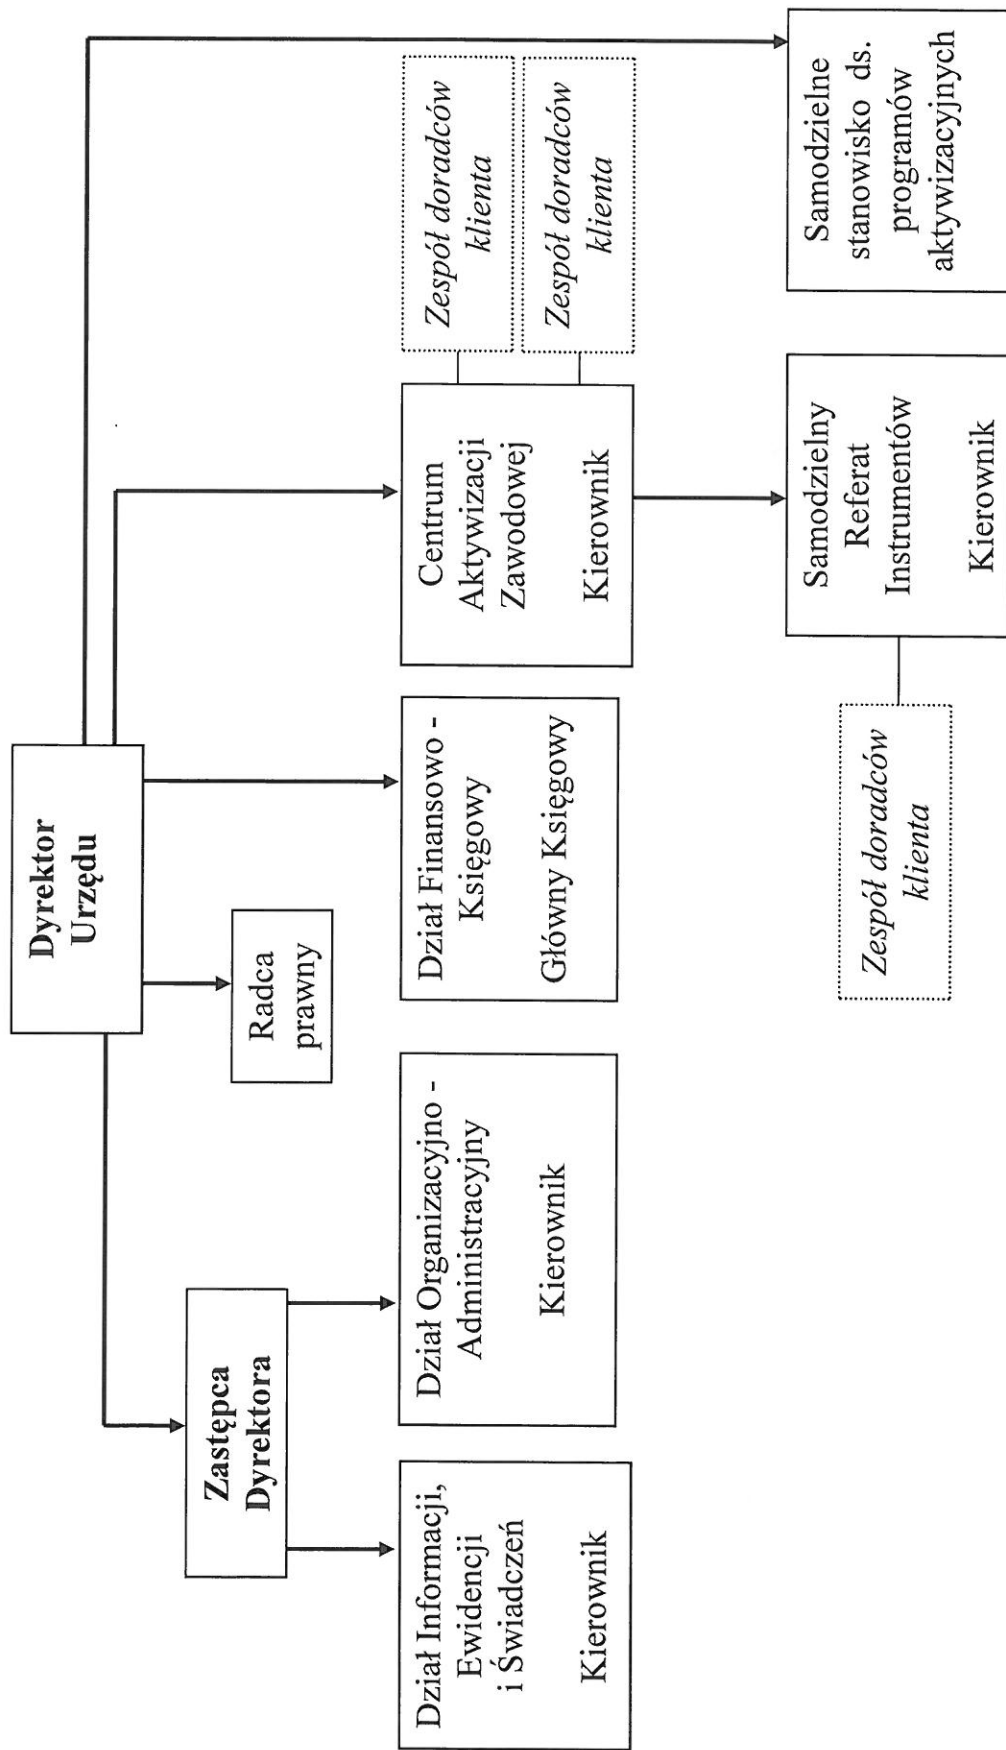 Dyrektor
Urzędu
Zastępca
Dyrektora
Radca
prawny
Dział Informacji,
Ewidencji
i Świadczeń
Kierownik
Dział Organizacyjno -
Administracyjny
Kierownik
Dział Finansowo -
Księgowy
Główny Księgowy
Centrum
Aktywizacji
Zawodowej
Kierownik
Zespół doradców
klienta
Zespół doradców
klienta
Zespół doradców
klienta
Samodzielny
Referat
Instrumentów
Kierownik
Samodzielne
stanowisko ds.
programów
aktywizacyjnych